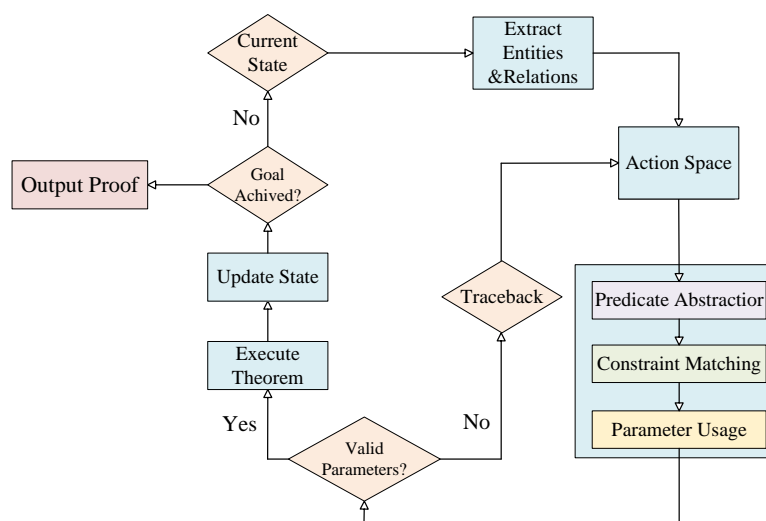 Current
State
Extract
Entities
&Relations
No
Output Proof
Goal
Achived?
Action Space
Update State
Traceback
Predicate Abstractior
Execute
Theorem
Constraint Matching
Yes
No
Parameter Usage
Valid
Parameters?